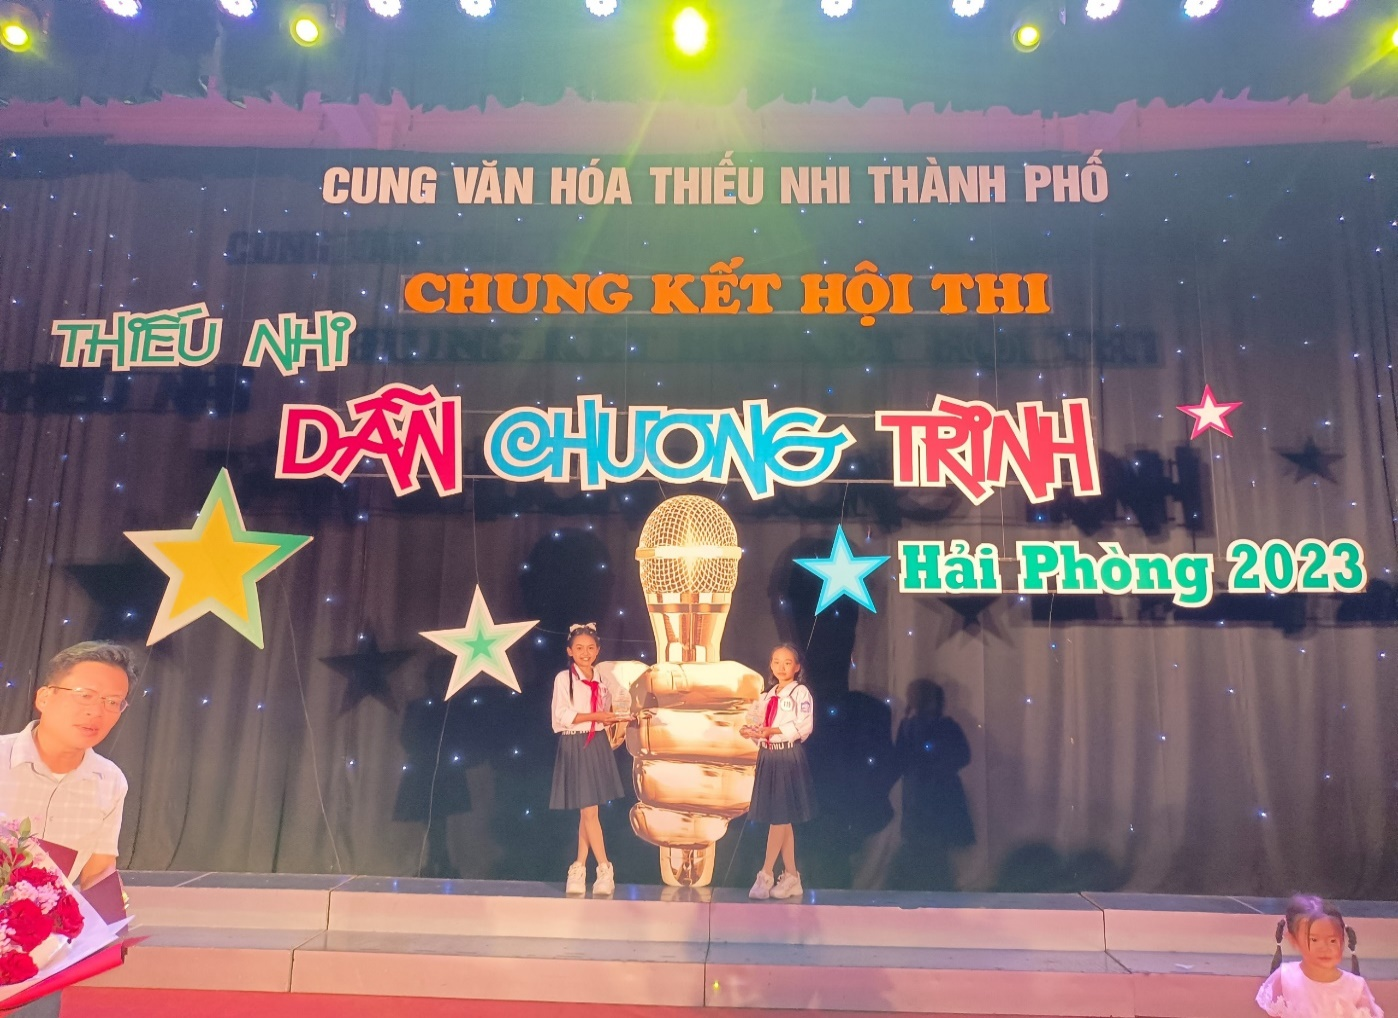 CUNG VĂN HÓA THIẾU NHI THÀNH PHỐ
CHUNG KẾT HỘI THI
THIẾU NHI
DẪN CHƯƠNG TRÌNH
Hải Phòng 2023